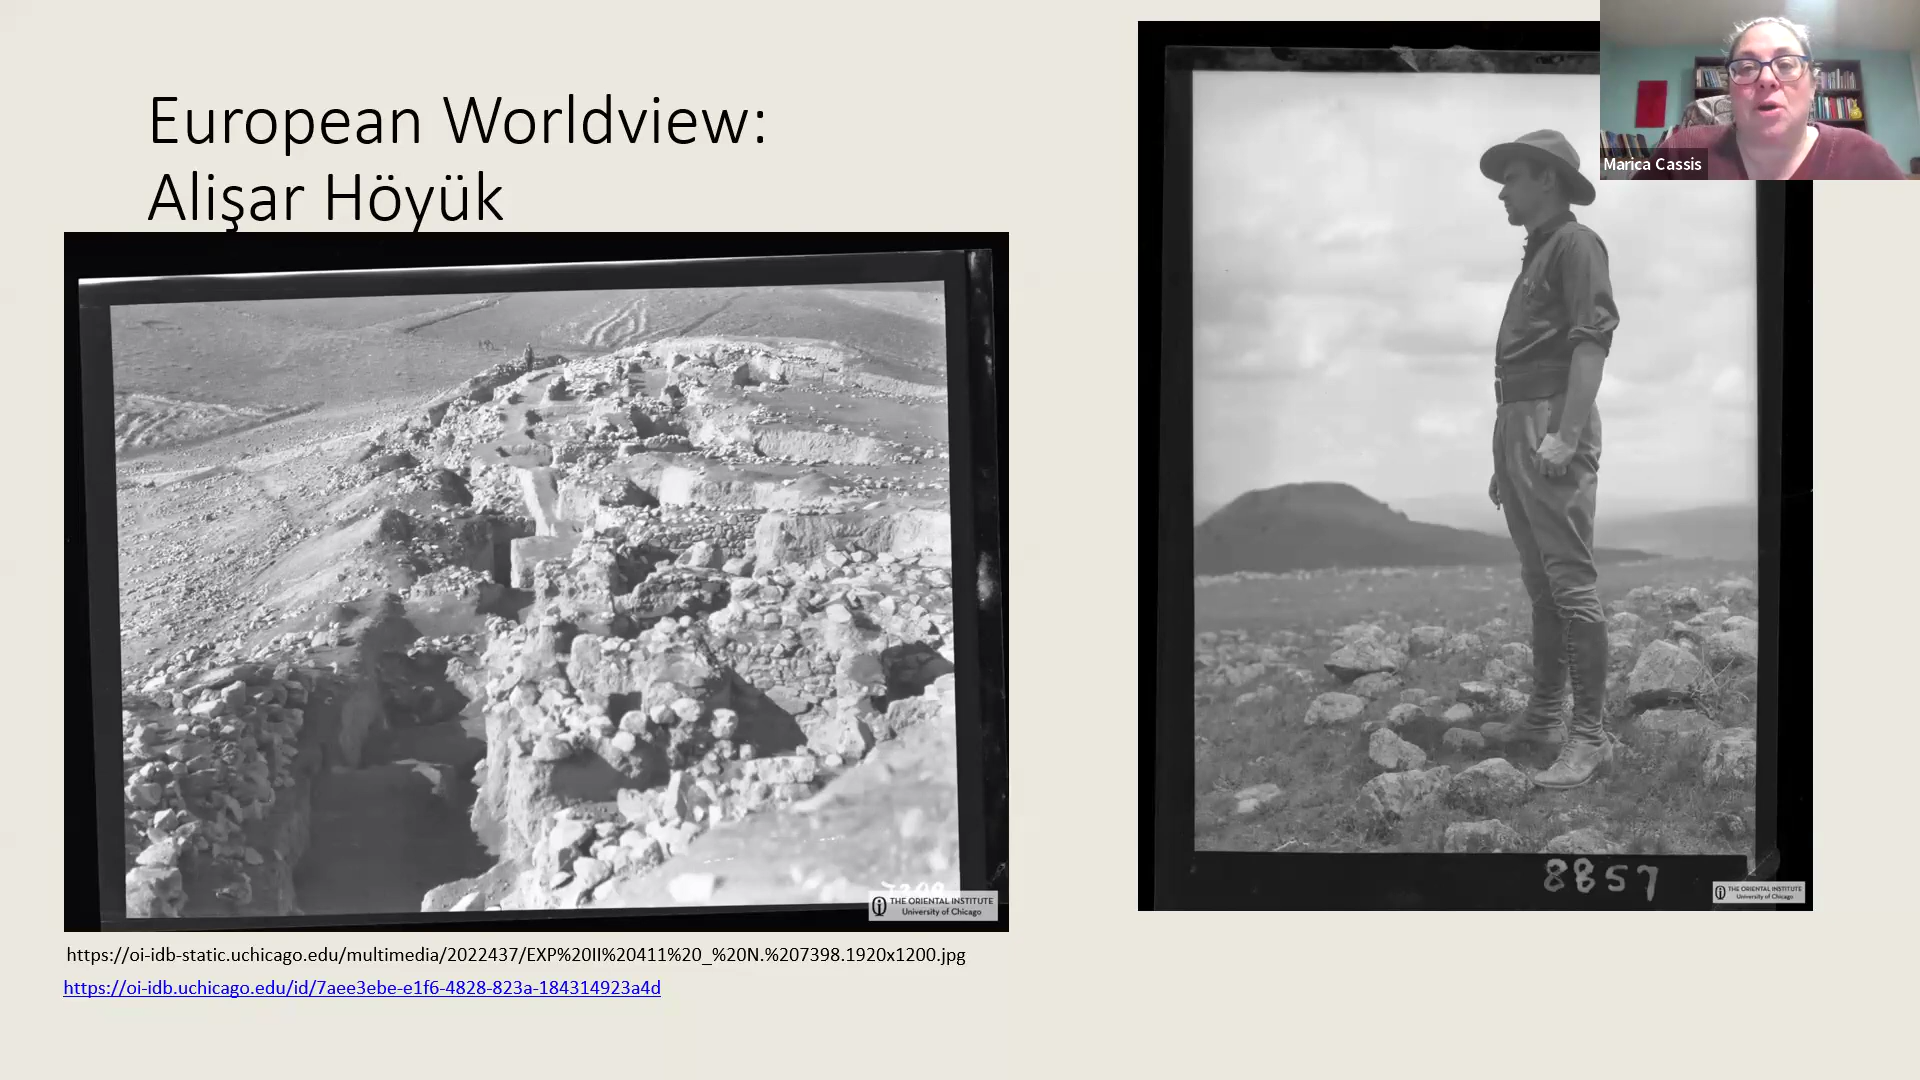 European Worldview:
Alişar Höyük
Marica Cassis
THE ORIENTAL INSTITUTE
University of Chicago
8857
THE ORIENTAL INSTITUTE
University of Chicago
https://oi-idb-static.uchicago.edu/multimedia/2022437/EXP%20II%20411%20_%20N.%207398.1920x1200.jpg
https://oi-idb.uchicago.edu/id/7aee3ebe-e1f6-4828-823a-184314923a4d